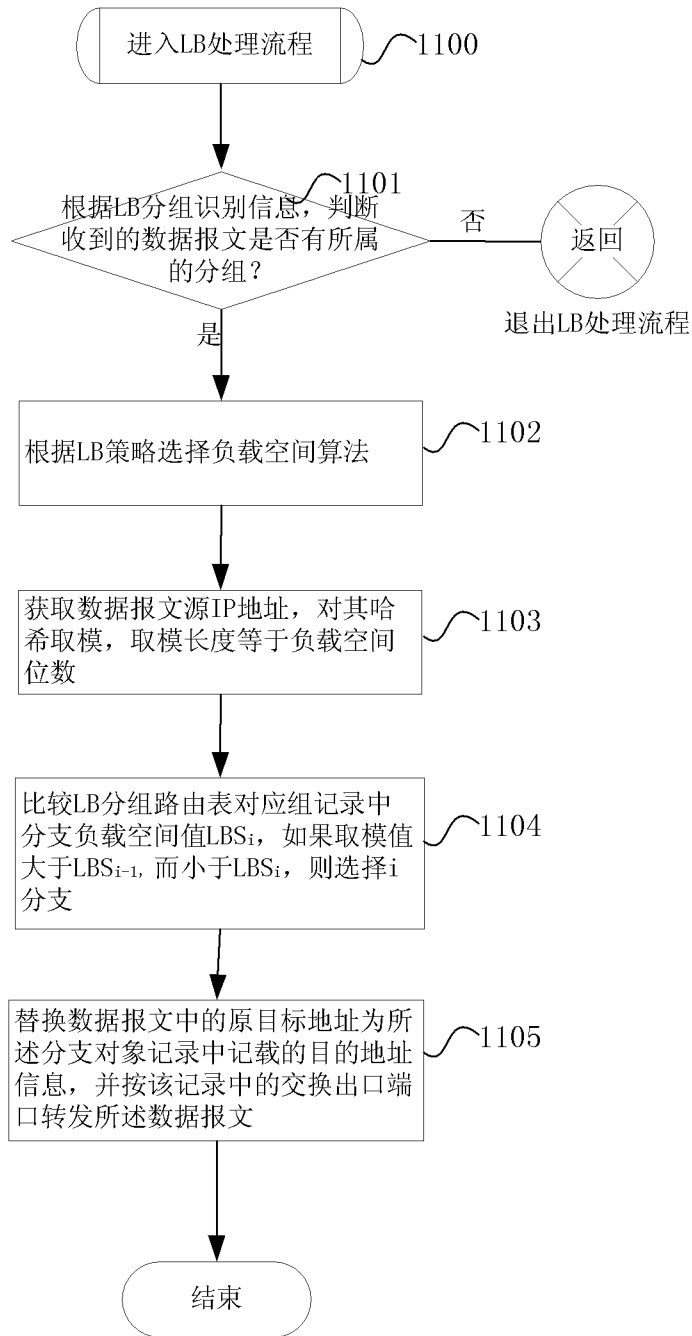 进入LB处理流程
1100
1101
根据LB分组识别信息，判断
收到的数据报文是否有所属
的分组？
否
返回
退出LB处理流程
是
根据LB策略选择负载空间算法
1102
获取数据报文源IP地址，对其哈
希取模，取模长度等于负载空间
位数
1103
比较LB分组路由表对应组记录中
分支负载空间值LBSi，如果取模值
大于LBSi-1，而小于LBSi，则选择i
分支
1104
替换数据报文中的原目标地址为所
述分支对象记录中记载的目的地址
信息，并按该记录中的交换出口端
口转发所述数据报文
1105
结束